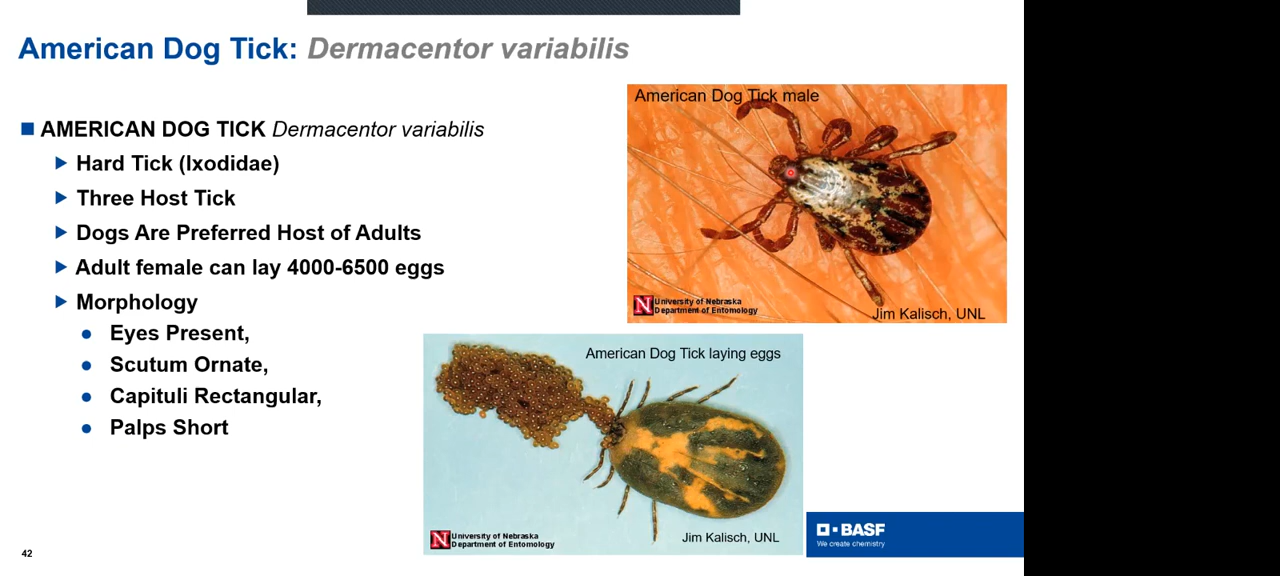 American Dog Tick: Dermacentor variabilis
AMERICAN DOG TICK Dermacentor variabilis
Hard Tick (Ixodidae)
Three Host Tick
Dogs Are Preferred Host of Adults
Adult female can lay 4000-6500 eggs
Morphology
Eyes Present,
Scutum Ornate,
Capituli Rectangular,
Palps Short
American Dog Tick male
N University of Nebraska
Department of Entomology
Jim Kalisch, UNL
American Dog Tick laying eggs
N University of Nebraska
Department of Entomology
Jim Kalisch, UNL
BASF
We create chemistry
42